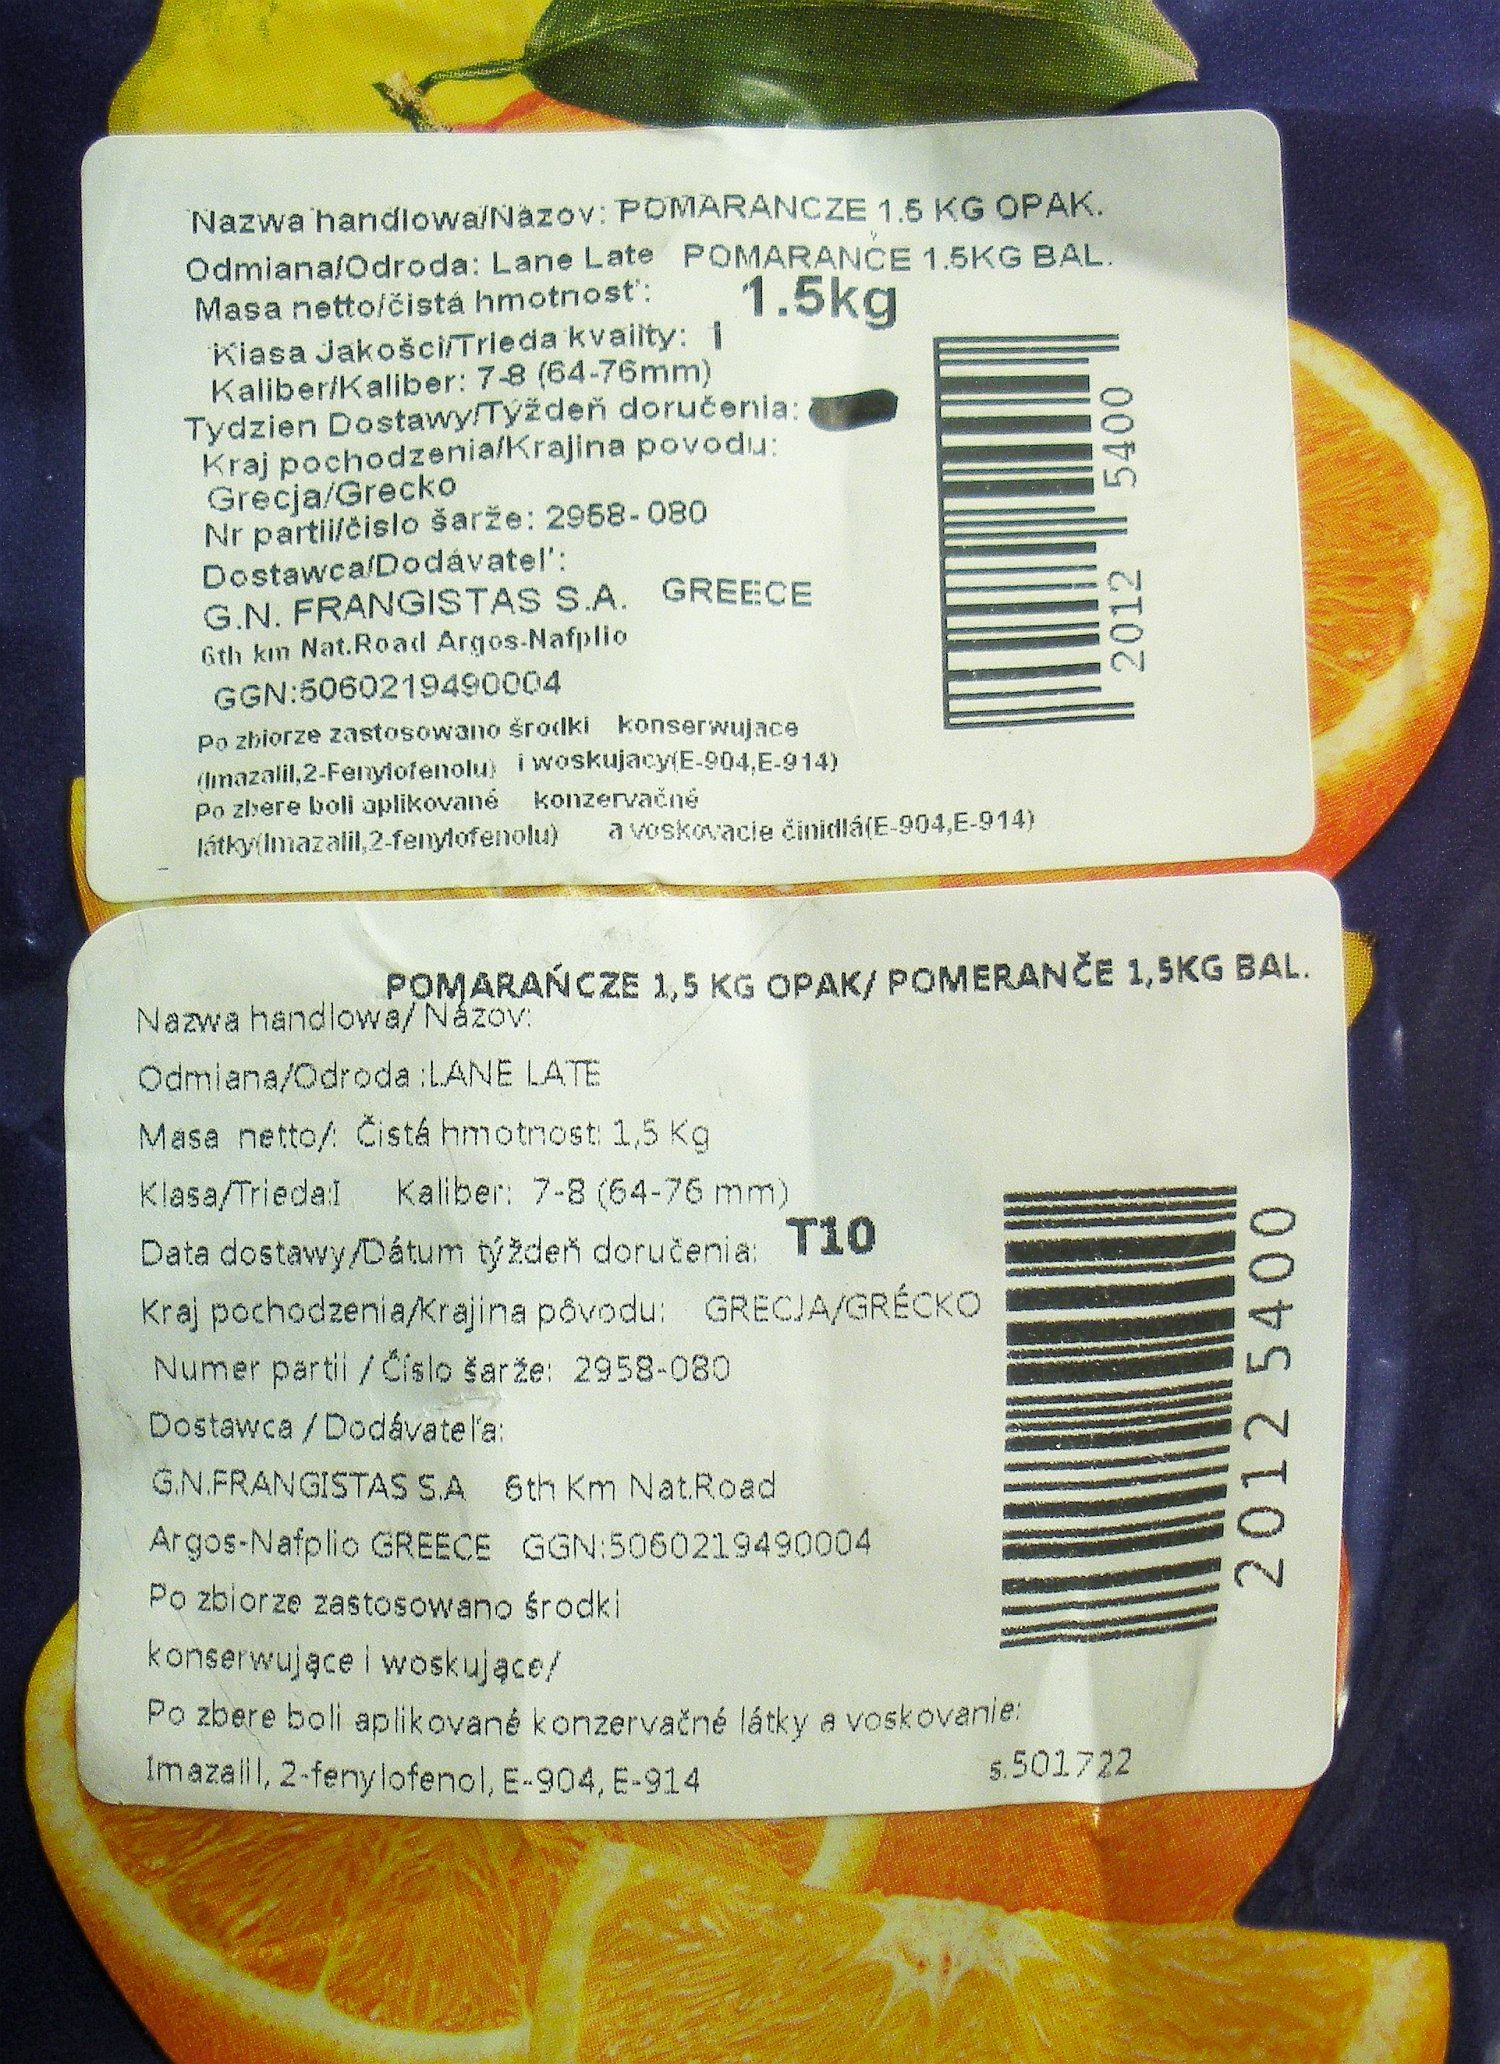 Nazwa handlowa/Názov: POMARANCZE 1.5 KG OPAK.
Odmiana/Odroda: Lane Late POMARANČE 1.5KG BAL.
Masa netto/čistá hmotnosť: 1.5kg
Klasa Jakošci/Trieda kvality: I
Kaliber/Kaliber: 7-8 (64-76mm)
Tydzien Dostawy/Týždeň doručenia:
Kraj pochodzenia/Krajina povodu:
Grecja/Grecko
Nr partii/čislo šarže: 2958-080
Dostawca/Dodávateľ:
G.N. FRANGISTAS S.A. GREECE
6th km Nat.Road Argos-Nafplio
GGN:5060219490004
Po zbiorze zastosowano środki konserwujace
(Imazalil,2-Fenylofenolu) i woskujacy(E-904,E-914)
Po zbere boli aplikované konzervačné
látky(Imazalil,2-fenylofenolu) a voskovacie činidlá(E-904,E-914)
2012 5400
POMARAŃCZE 1,5 KG OPAK/ POMERANČE 1,5KG BAL.
Nazwa handlowa/ Názov:
Odmiana/Odroda :LANE LATE
Masa netto/: Čistá hmotnost: 1,5 Kg
Klasa/Trieda:I Kaliber: 7-8 (64-76 mm)
Data dostawy/Dátum týždeň doručenia: T10
Kraj pochodzenia/Krajina pôvodu: GRECJA/GRÉCKO
Numer partii / Číslo šarže: 2958-080
Dostawca / Dodávateľa:
G.N.FRANGISTAS S.A 6th Km Nat.Road
Argos-Nafplio GREECE GGN:5060219490004
Po zbiorze zastosowano środki
konserwujące i woskujące/
Po zbere boli aplikované konzervačné látky a voskovanie:
Imazalil, 2-fenylofenol, E-904, E-914
s.501722
2012 5400